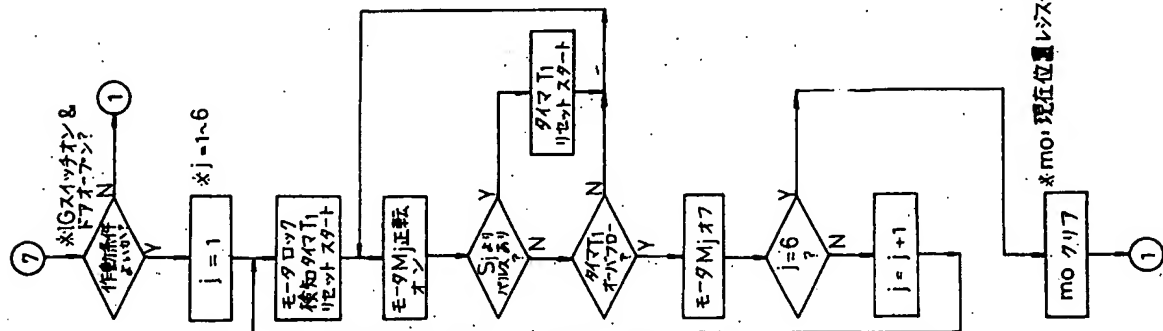 7
※IGスイッチオン&
ドアオープン?
作動条件
よいか?
N
1
Y
j = 1
※j=1~6
モータロック
検知タイマT1
リセットスタート
モータMj正転
オン
Sjより
パルスあり
?
Y
N
タイマT1
リセットスタート
タイマT1
オーバフロー
?
N
Y
モータMjオフ
j=6
?
Y
N
j = j+1
moクリア
※mo:現在位置レジス
1